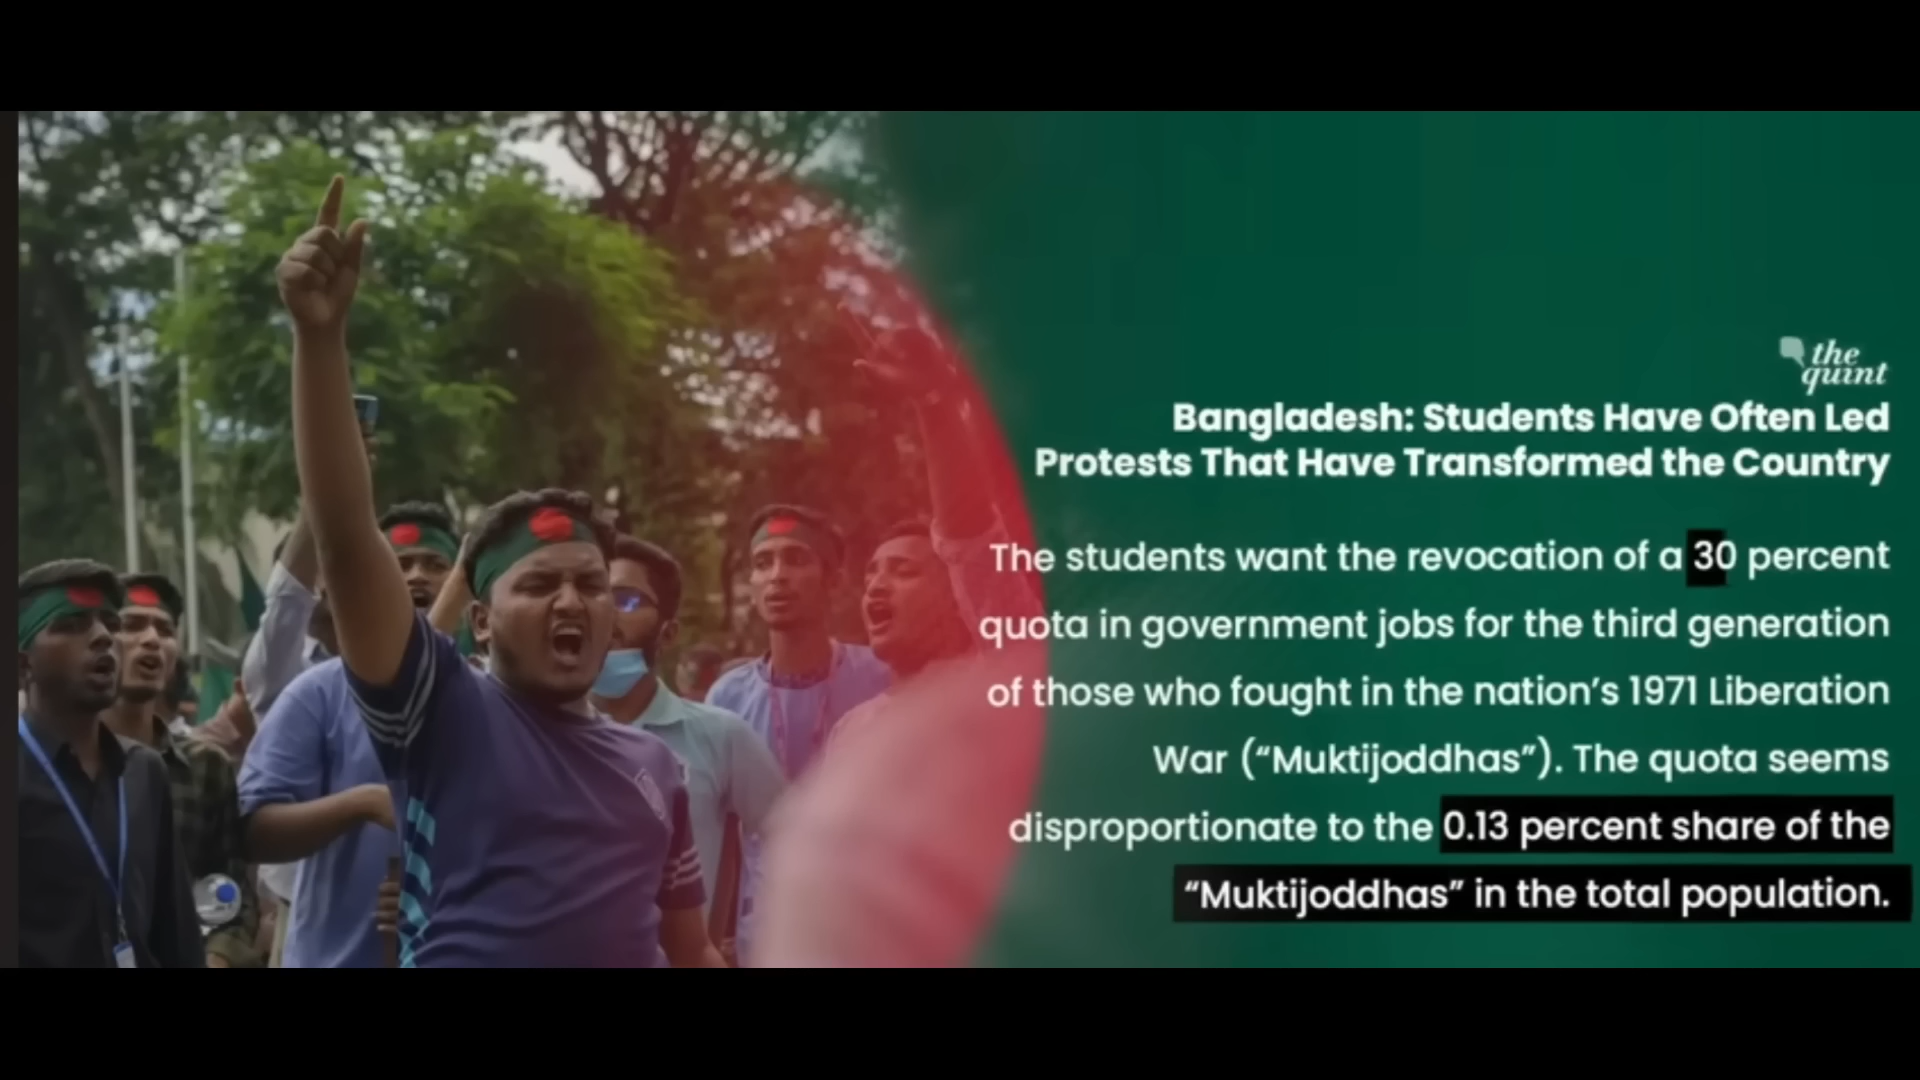 the
quint
Bangladesh: Students Have Often Led
Protests That Have Transformed the Country
The students want the revocation of a 30 percent
quota in government jobs for the third generation
of those who fought in the nation’s 1971 Liberation
War (“Muktijoddhas”). The quota seems
disproportionate to the 0.13 percent share of the
“Muktijoddhas” in the total population.